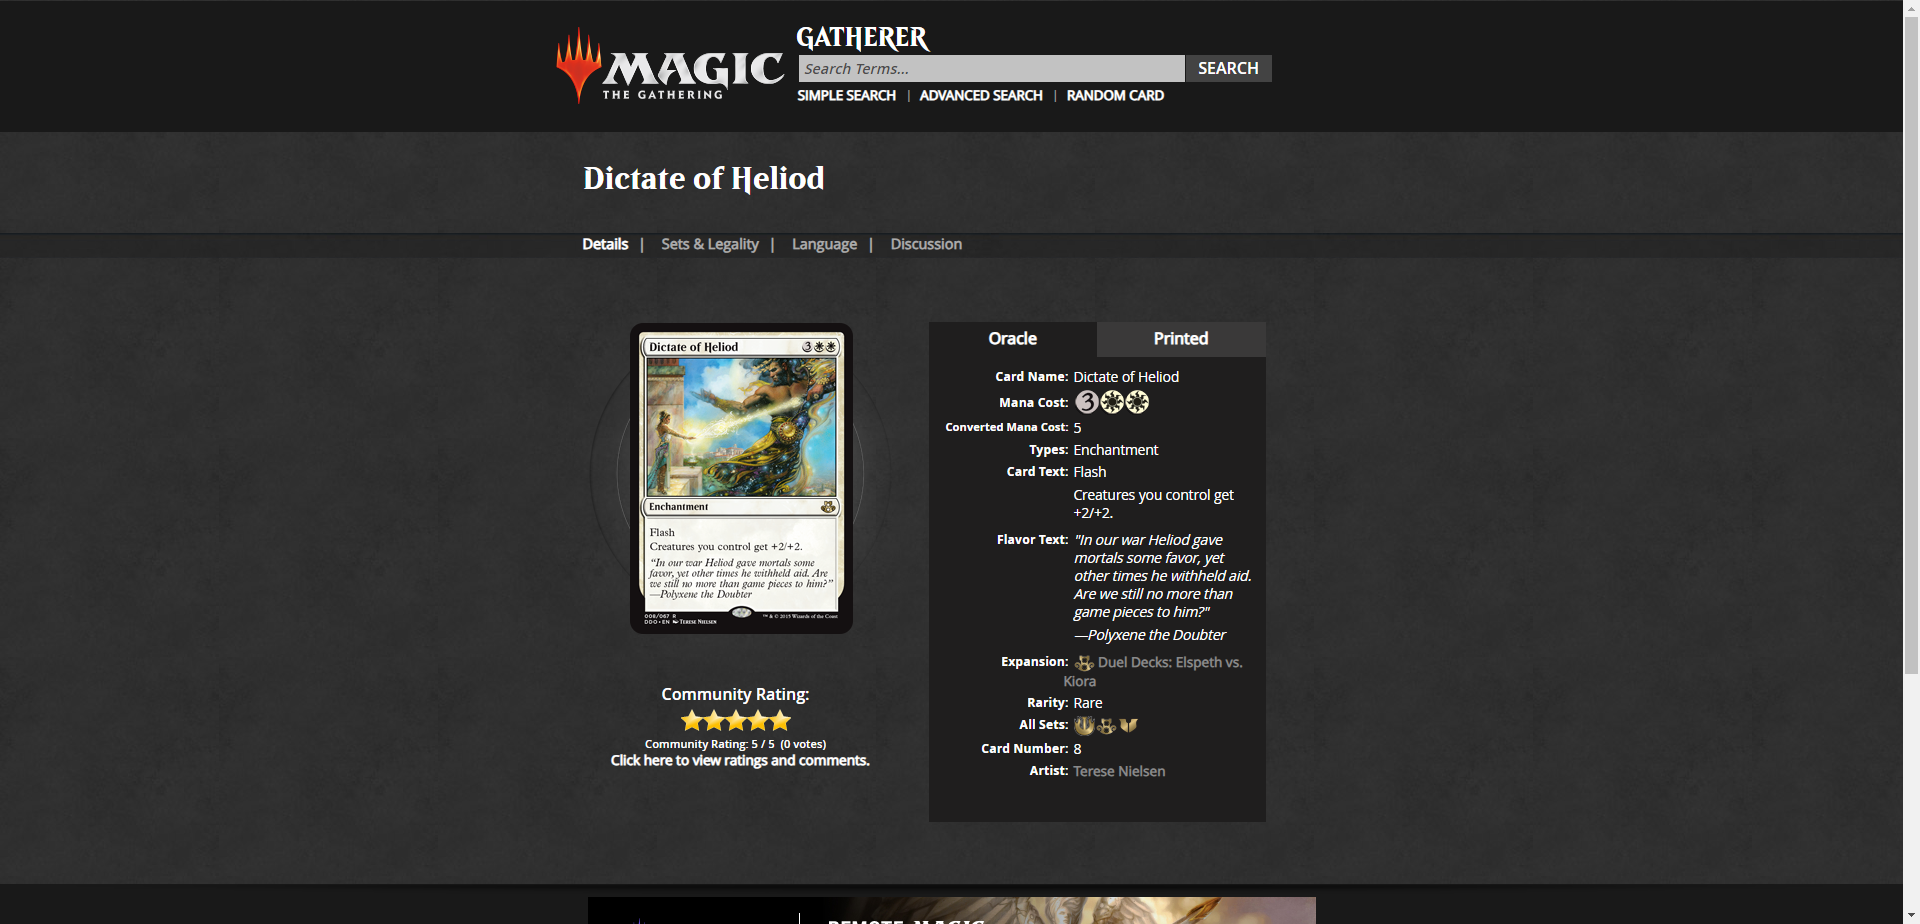 MAGIC
THE GATHERING
GATHERER
Search Terms...
SEARCH
SIMPLE SEARCH | ADVANCED SEARCH | RANDOM CARD
Dictate of Heliod
Details | Sets & Legality | Language | Discussion
Dictate of Heliod 3
Enchantment
Flash
Creatures you control get +2/+2.
"In our war Heliod gave mortals some
favor, yet other times he withheld aid. Are
we still no more than game pieces to him?"
—Polyxene the Doubter
008/067 R
DDO • EN TERESE NIELSEN
™ & © 2015 Wizards of the Coast
Community Rating:
Community Rating: 5 / 5 (0 votes)
Click here to view ratings and comments.
Oracle Printed
Card Name: Dictate of Heliod
Mana Cost: 3
Converted Mana Cost: 5
Types: Enchantment
Card Text: Flash
Creatures you control get
+2/+2.
Flavor Text: "In our war Heliod gave
mortals some favor, yet
other times he withheld aid.
Are we still no more than
game pieces to him?"
—Polyxene the Doubter
Expansion: Duel Decks: Elspeth vs.
Kiora
Rarity: Rare
All Sets:
Card Number: 8
Artist: Terese Nielsen
REMOTE MAGIC